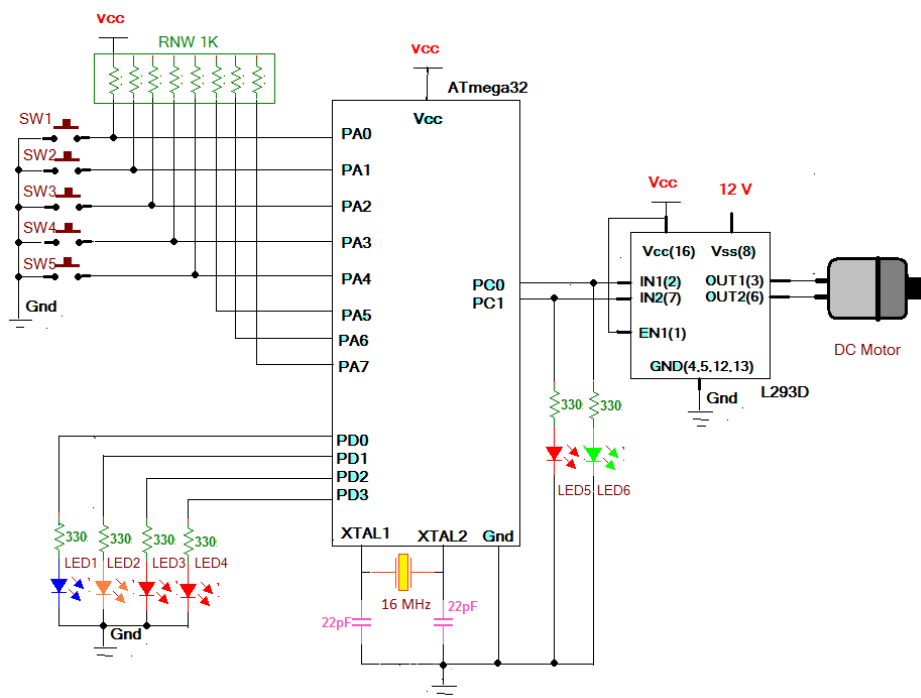 Vcc
RNW 1K
Vcc
ATmega32
Vcc
SW1
PA0
SW2
PA1
SW3
PA2
SW4
PA3
SW5
PA4
Gnd
PA5
PA6
PA7
PC0
PC1
Vcc
12 V
Vcc(16)
Vss(8)
IN1(2)
OUT1(3)
IN2(7)
OUT2(6)
EN1(1)
GND(4,5,12,13)
DC Motor
Gnd
L293D
330
330
LED5
LED6
PD0
PD1
PD2
PD3
330
330
330
330
LED1
LED2
LED3
LED4
Gnd
XTAL1
XTAL2
Gnd
16 MHz
22pF
22pF